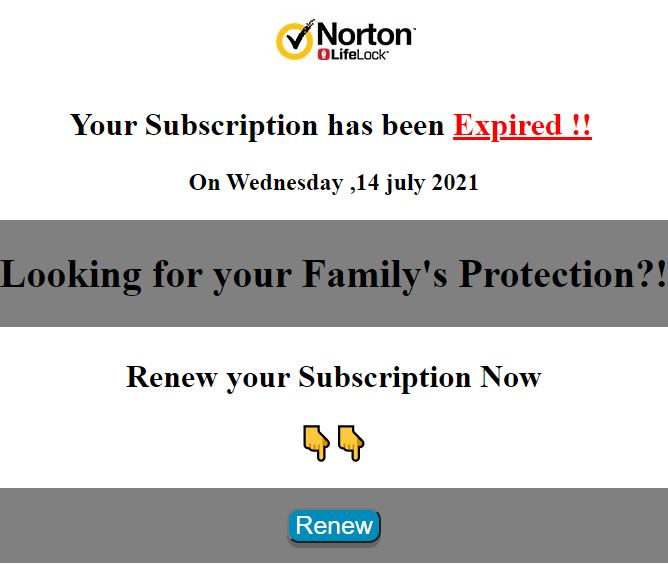 Norton
LifeLock
Your Subscription has been Expired !!
On Wednesday ,14 july 2021
Looking for your Family's Protection?!
Renew your Subscription Now
👇👇
Renew